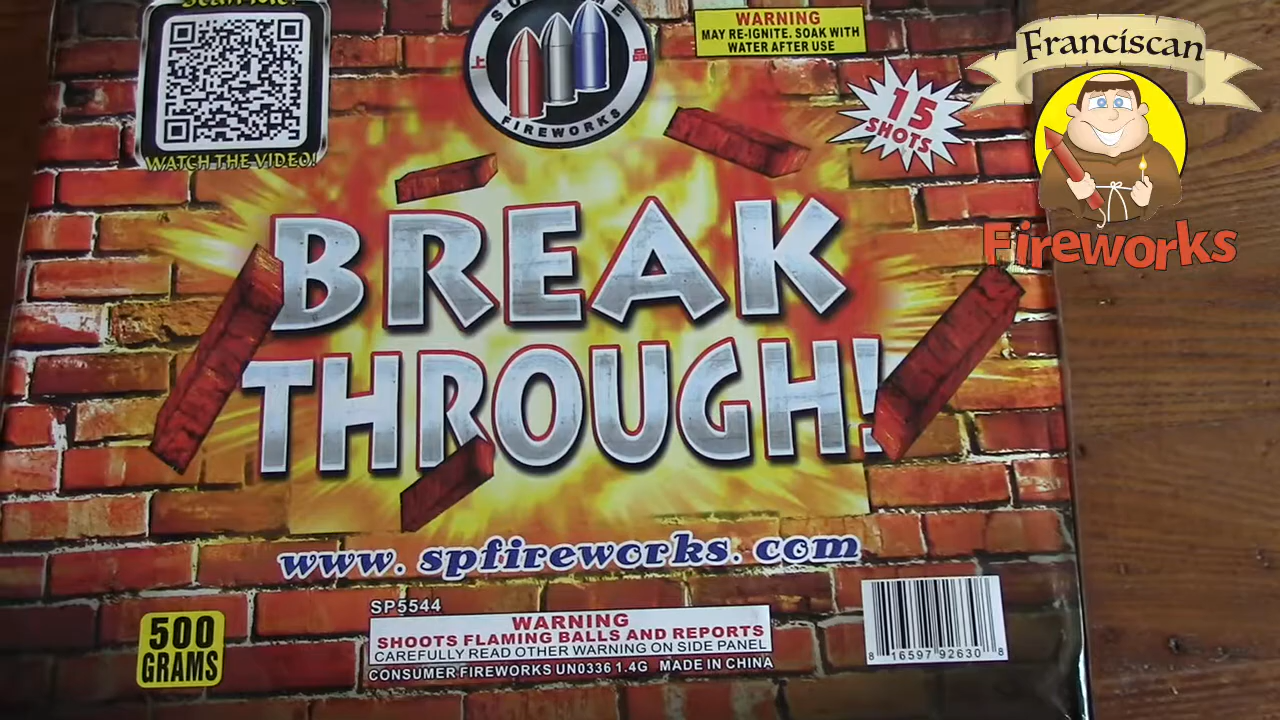 WATCH THE VIDEO!
FIREWORKS
上 品
WARNING
MAY RE-IGNITE. SOAK WITH
WATER AFTER USE
15
SHOTS
Franciscan
Fireworks
BREAK
THROUGH!
www.spfireworks.com
500
GRAMS
SP5544
WARNING
SHOOTS FLAMING BALLS AND REPORTS
CAREFULLY READ OTHER WARNING ON SIDE PANEL
CONSUMER FIREWORKS UN0336 1.4G MADE IN CHINA
8 16597 92630 8